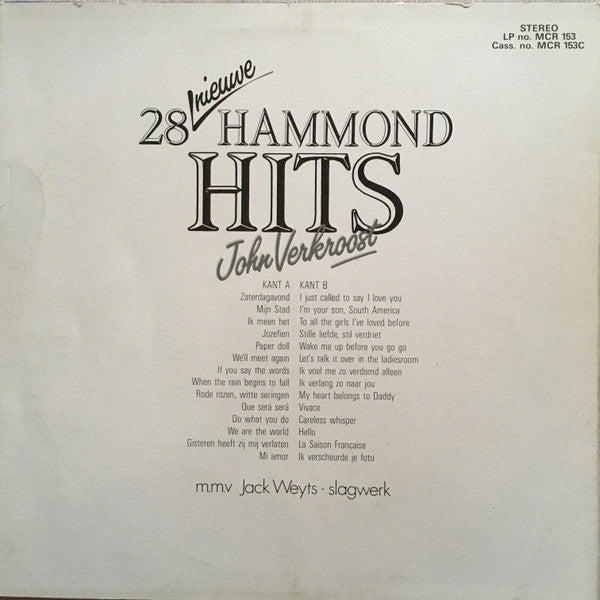 STEREO
LP no. MCR 153
Cass. no. MCR 153C
nieuwe
28 HAMMOND
HITS
John Verkroost
KANT A KANT B
Zaterdagavond I just called to say I love you
Mijn Stad I'm your son, South America
Ik meen het To all the girls I've loved before
Jozefien Stille liefde, stil verdriet
Paper doll Wake me up before you go go
We'll meet again Let's talk it over in the ladiesroom
If you say the words Ik voel me zo verdomd alleen
When the rain begins to fall Ik verlang zo naar jou
Rode rozen, witte seringen My heart belongs to Daddy
Que será será Vivace
Do what you do Careless whisper
We are the world Hello
Gisteren heeft zij mij verlaten La Saison Française
Mi amor Ik verscheurde je foto
m.m.v Jack Weyts - slagwerk